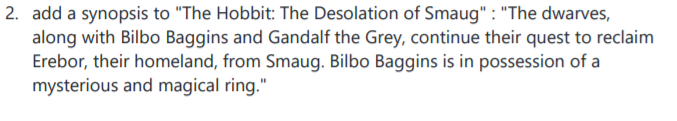 2. add a synopsis to "The Hobbit: The Desolation of Smaug" : "The dwarves,
along with Bilbo Baggins and Gandalf the Grey, continue their quest to reclaim
Erebor, their homeland, from Smaug. Bilbo Baggins is in possession of a
mysterious and magical ring."